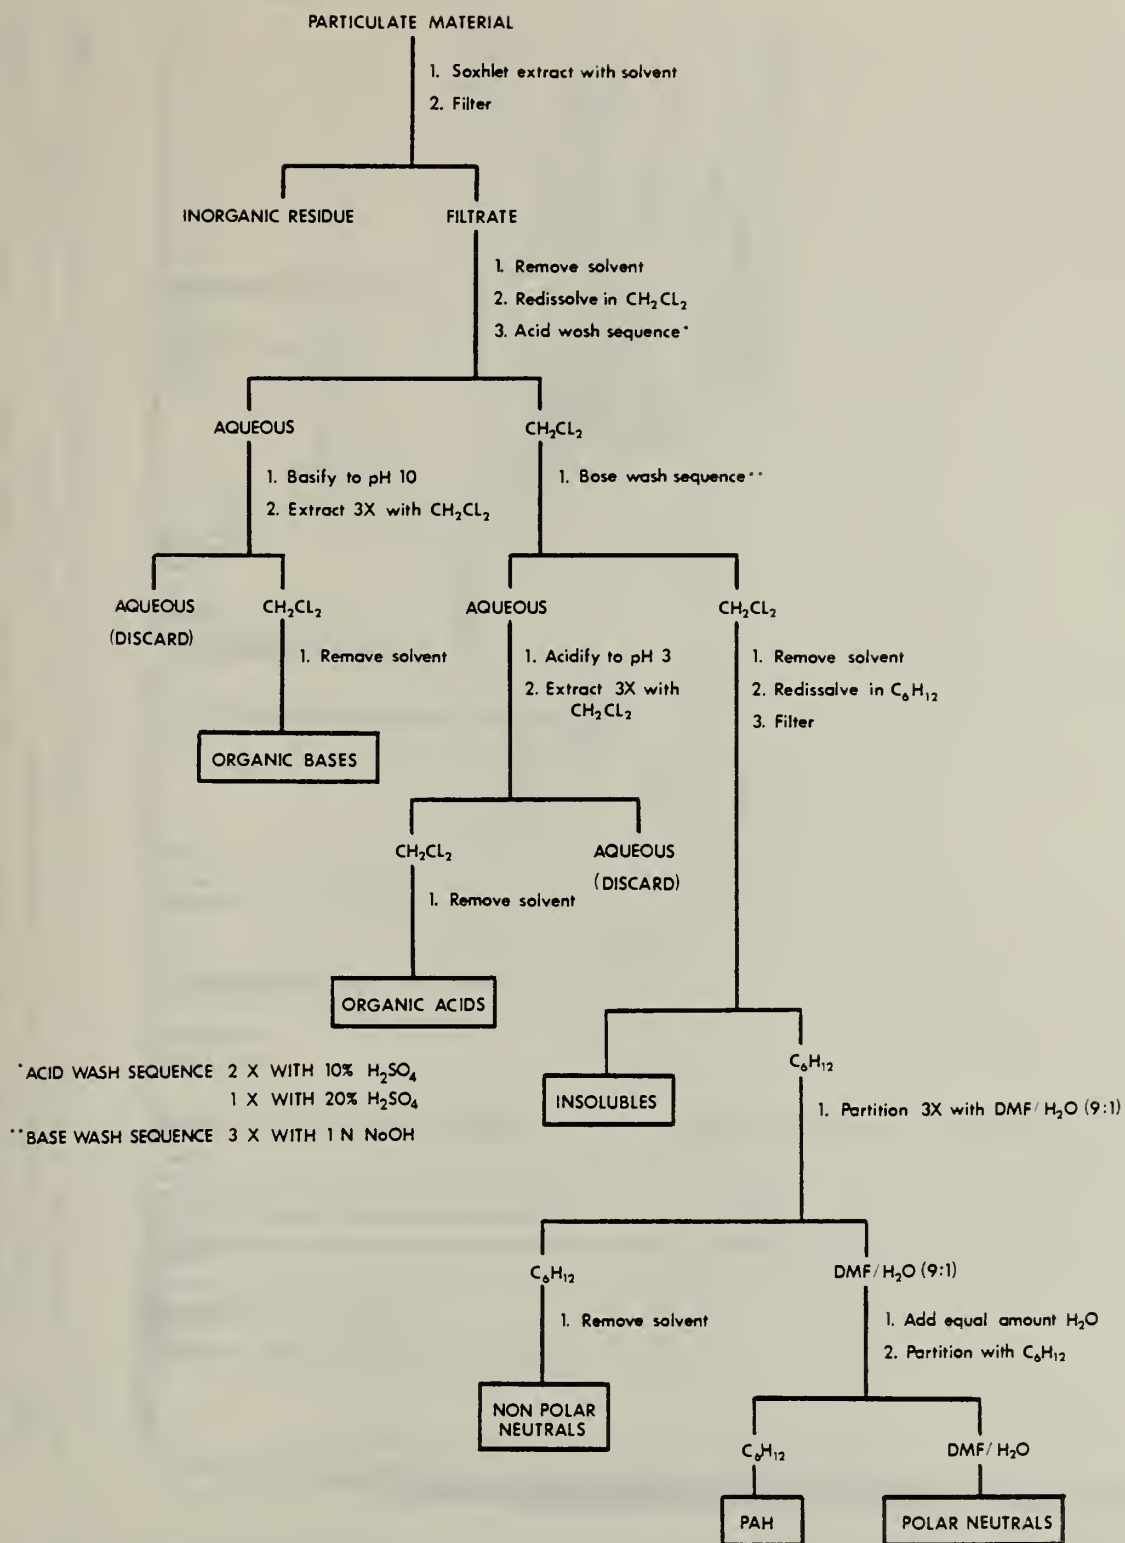 PARTICULATE MATERIAL
1. Soxhlet extract with solvent
2. Filter
INORGANIC RESIDUE
FILTRATE
1. Remove solvent
2. Redissolve in CH₂CL₂
3. Acid wosh sequence*
AQUEOUS
CH₂CL₂
1. Basify to pH 10
2. Extract 3X with CH₂CL₂
1. Bose wash sequence**
AQUEOUS
(DISCARD)
CH₂CL₂
AQUEOUS
CH₂CL₂
1. Remave solvent
1. Acidify to pH 3
2. Extract 3X with
CH₂CL₂
1. Remove solvent
2. Redissalve in C₆H₁₂
3. Filter
ORGANIC BASES
CH₂CL₂
AQUEOUS
(DISCARD)
1. Remove solvent
ORGANIC ACIDS
INSOLUBLES
C₆H₁₂
1. Partition 3X with DMF/H₂O (9:1)
*ACID WASH SEQUENCE 2 X WITH 10% H₂SO₄
1 X WITH 20% H₂SO₄
**BASE WASH SEQUENCE 3 X WITH 1 N NoOH
C₆H₁₂
DMF/H₂O (9:1)
1. Remove solvent
1. Add equal amount H₂O
2. Partition with C₆H₁₂
NON POLAR
NEUTRALS
C₆H₁₂
DMF/H₂O
PAH
POLAR NEUTRALS